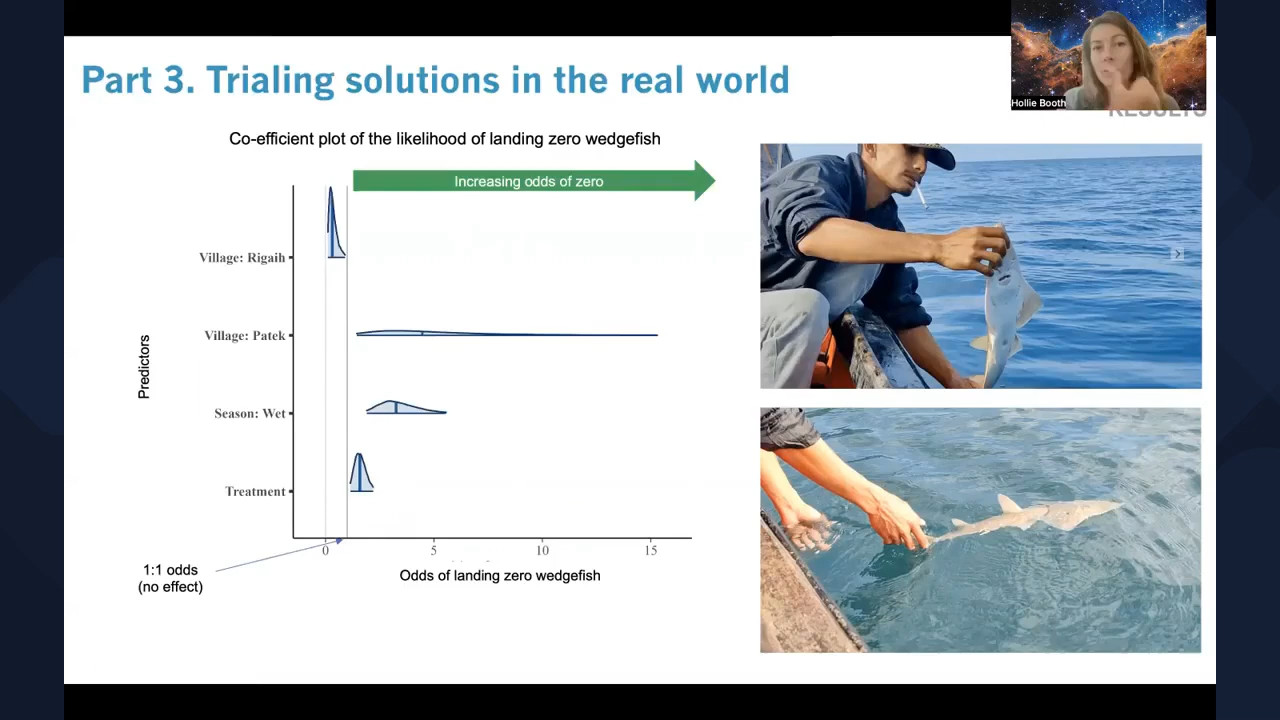 Part 3. Trialing solutions in the real world
Hollie Booth
RESULTS
Co-efficient plot of the likelihood of landing zero wedgefish
Increasing odds of zero
Village: Rigaih
Village: Patek
Season: Wet
Treatment
Predictors
0 5 10 15
1:1 odds
(no effect)
Odds of landing zero wedgefish